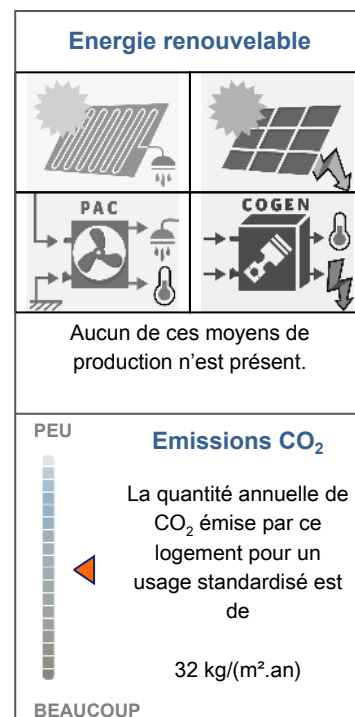 Energie renouvelable
PAC
COGEN
Aucun de ces moyens de
production n'est présent.
PEU
Emissions CO₂
La quantité annuelle de
CO₂ émise par ce
logement pour un
usage standardisé est
de
32 kg/(m².an)
BEAUCOUP